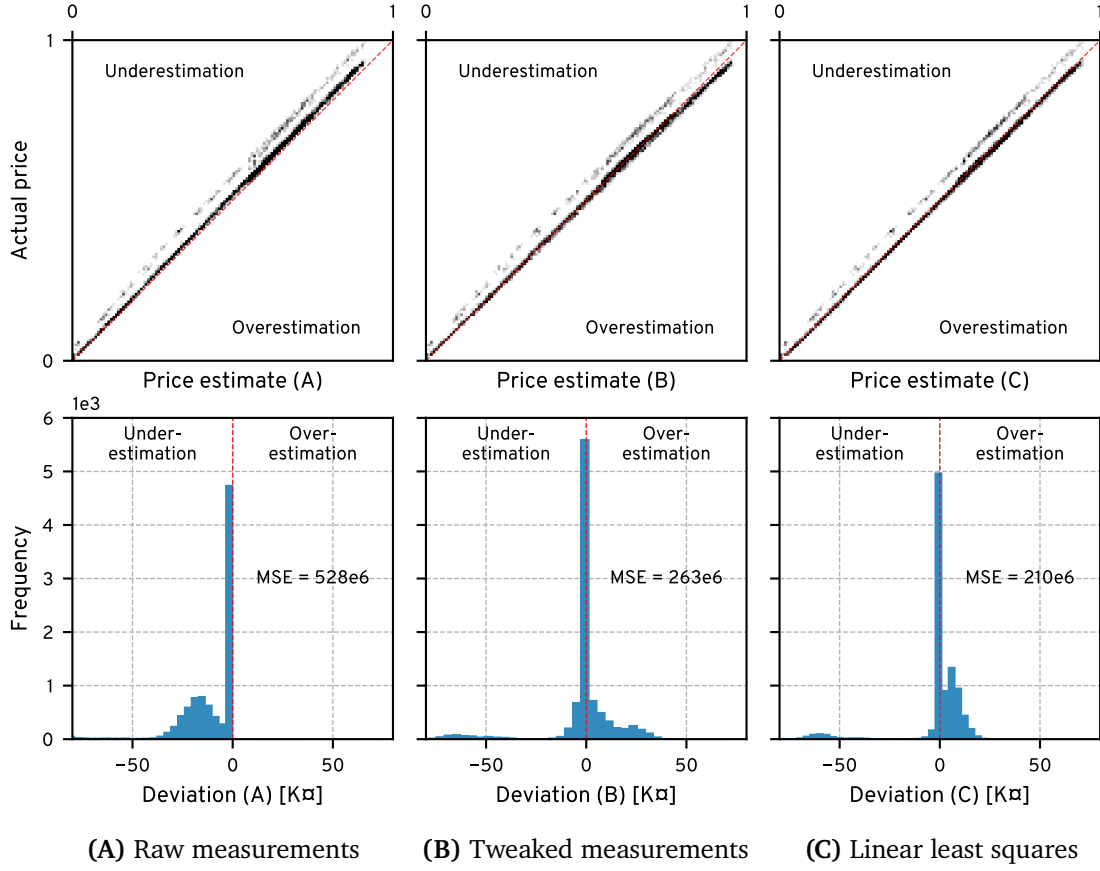 0 1 0 1 0 1
1
Underestimation Underestimation Underestimation
Actual price
Overestimation Overestimation Overestimation
0
Price estimate (A) Price estimate (B) Price estimate (C)
1e3
6
Under-
estimation
Over-
estimation
Under-
estimation
Over-
estimation
Under-
estimation
Over-
estimation
5
4
Frequency
3
MSE = 528e6 MSE = 263e6 MSE = 210e6
2
1
0
−50 0 50 −50 0 50 −50 0 50
Deviation (A) [K¤] Deviation (B) [K¤] Deviation (C) [K¤]
(A) Raw measurements (B) Tweaked measurements (C) Linear least squares